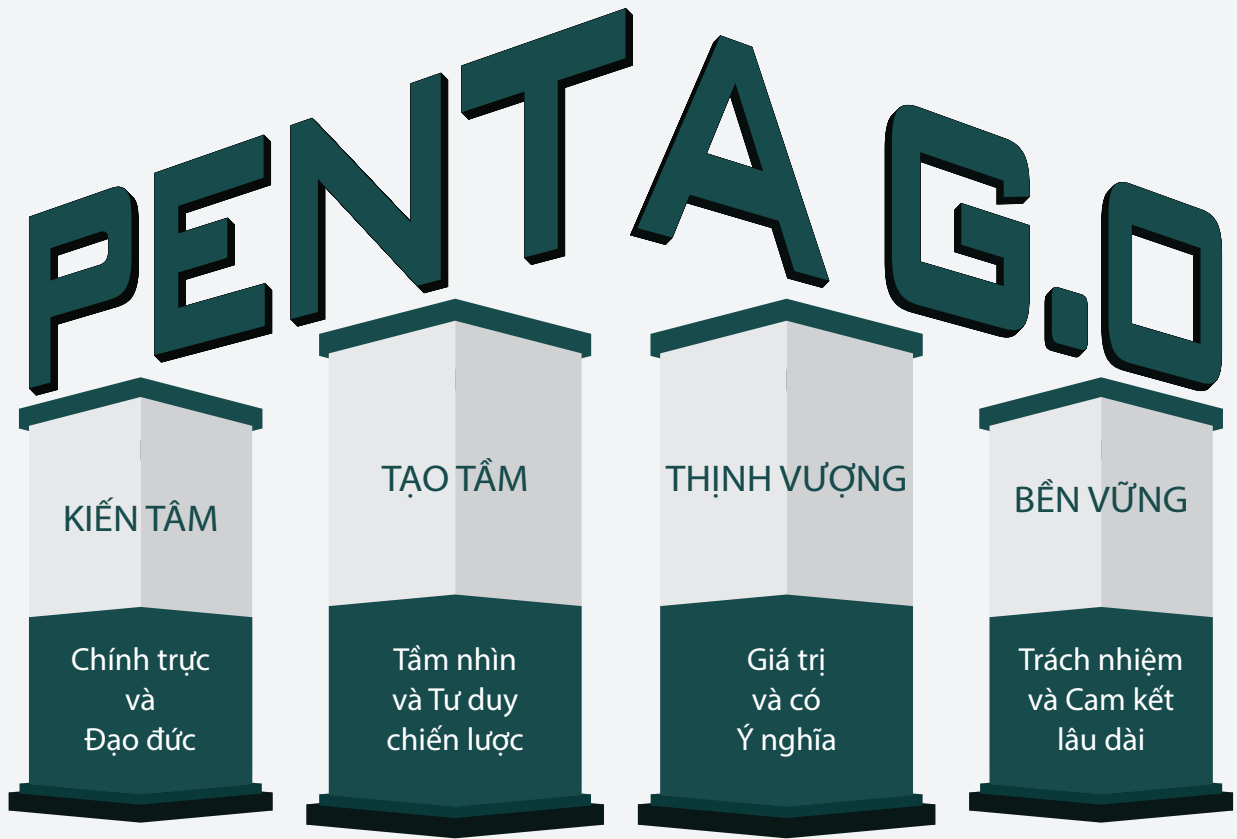 PENTA G.O
KIẾN TÂM
Chính trực
và
Đạo đức
TẠO TẦM
Tầm nhìn
và Tư duy
chiến lược
THỊNH VƯỢNG
Giá trị
và có
Ý nghĩa
BỀN VỮNG
Trách nhiệm
và Cam kết
lâu dài